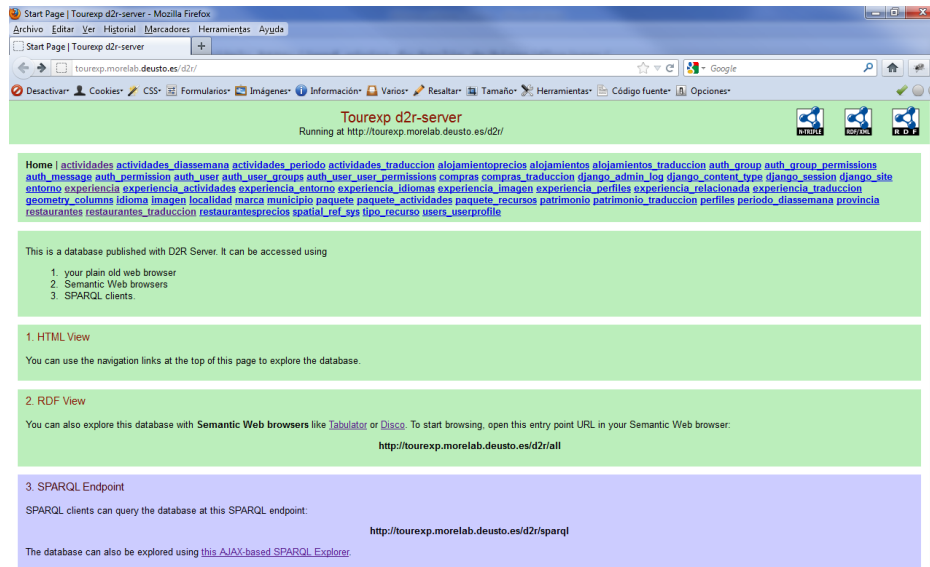 Start Page | Tourexp d2r-server - Mozilla Firefox
Archivo Editar Ver Historial Marcadores Herramientas Ayuda
Start Page | Tourexp d2r-server
tourexp.morelab.deusto.es/d2r/
Google
Desactivar Cookies CSS Formularios Imágenes Información Varios Resaltar Tamaño Herramientas Código fuente Opciones
Tourexp d2r-server
Running at http://tourexp.morelab.deusto.es/d2r/
N-TRIPLE RDF/XML RDF
Home | actividades actividades_diassemana actividades_periodo actividades_traduccion alojamientoprecios alojamientos alojamientos_traduccion auth_group auth_group_permissions
auth_message auth_permission auth_user auth_user_groups auth_user_user_permissions compras compras_traduccion django_admin_log django_content_type django_session django_site
entorno experiencia experiencia_actividades experiencia_entorno experiencia_idiomas experiencia_imagen experiencia_perfiles experiencia_relacionada experiencia_traduccion
geometry_columns idioma imagen localidad marca municipio paquete paquete_actividades paquete_recursos patrimonio patrimonio_traduccion perfiles periodo_diassemana provincia
restaurantes restaurantes_traduccion restaurantesprecios spatial_ref_sys tipo_recurso users_userprofile
This is a database published with D2R Server. It can be accessed using
1. your plain old web browser
2. Semantic Web browsers
3. SPARQL clients.
1. HTML View
You can use the navigation links at the top of this page to explore the database.
2. RDF View
You can also explore this database with Semantic Web browsers like Tabulator or Disco. To start browsing, open this entry point URL in your Semantic Web browser:
http://tourexp.morelab.deusto.es/d2r/all
3. SPARQL Endpoint
SPARQL clients can query the database at this SPARQL endpoint:
http://tourexp.morelab.deusto.es/d2r/sparql
The database can also be explored using this AJAX-based SPARQL Explorer.